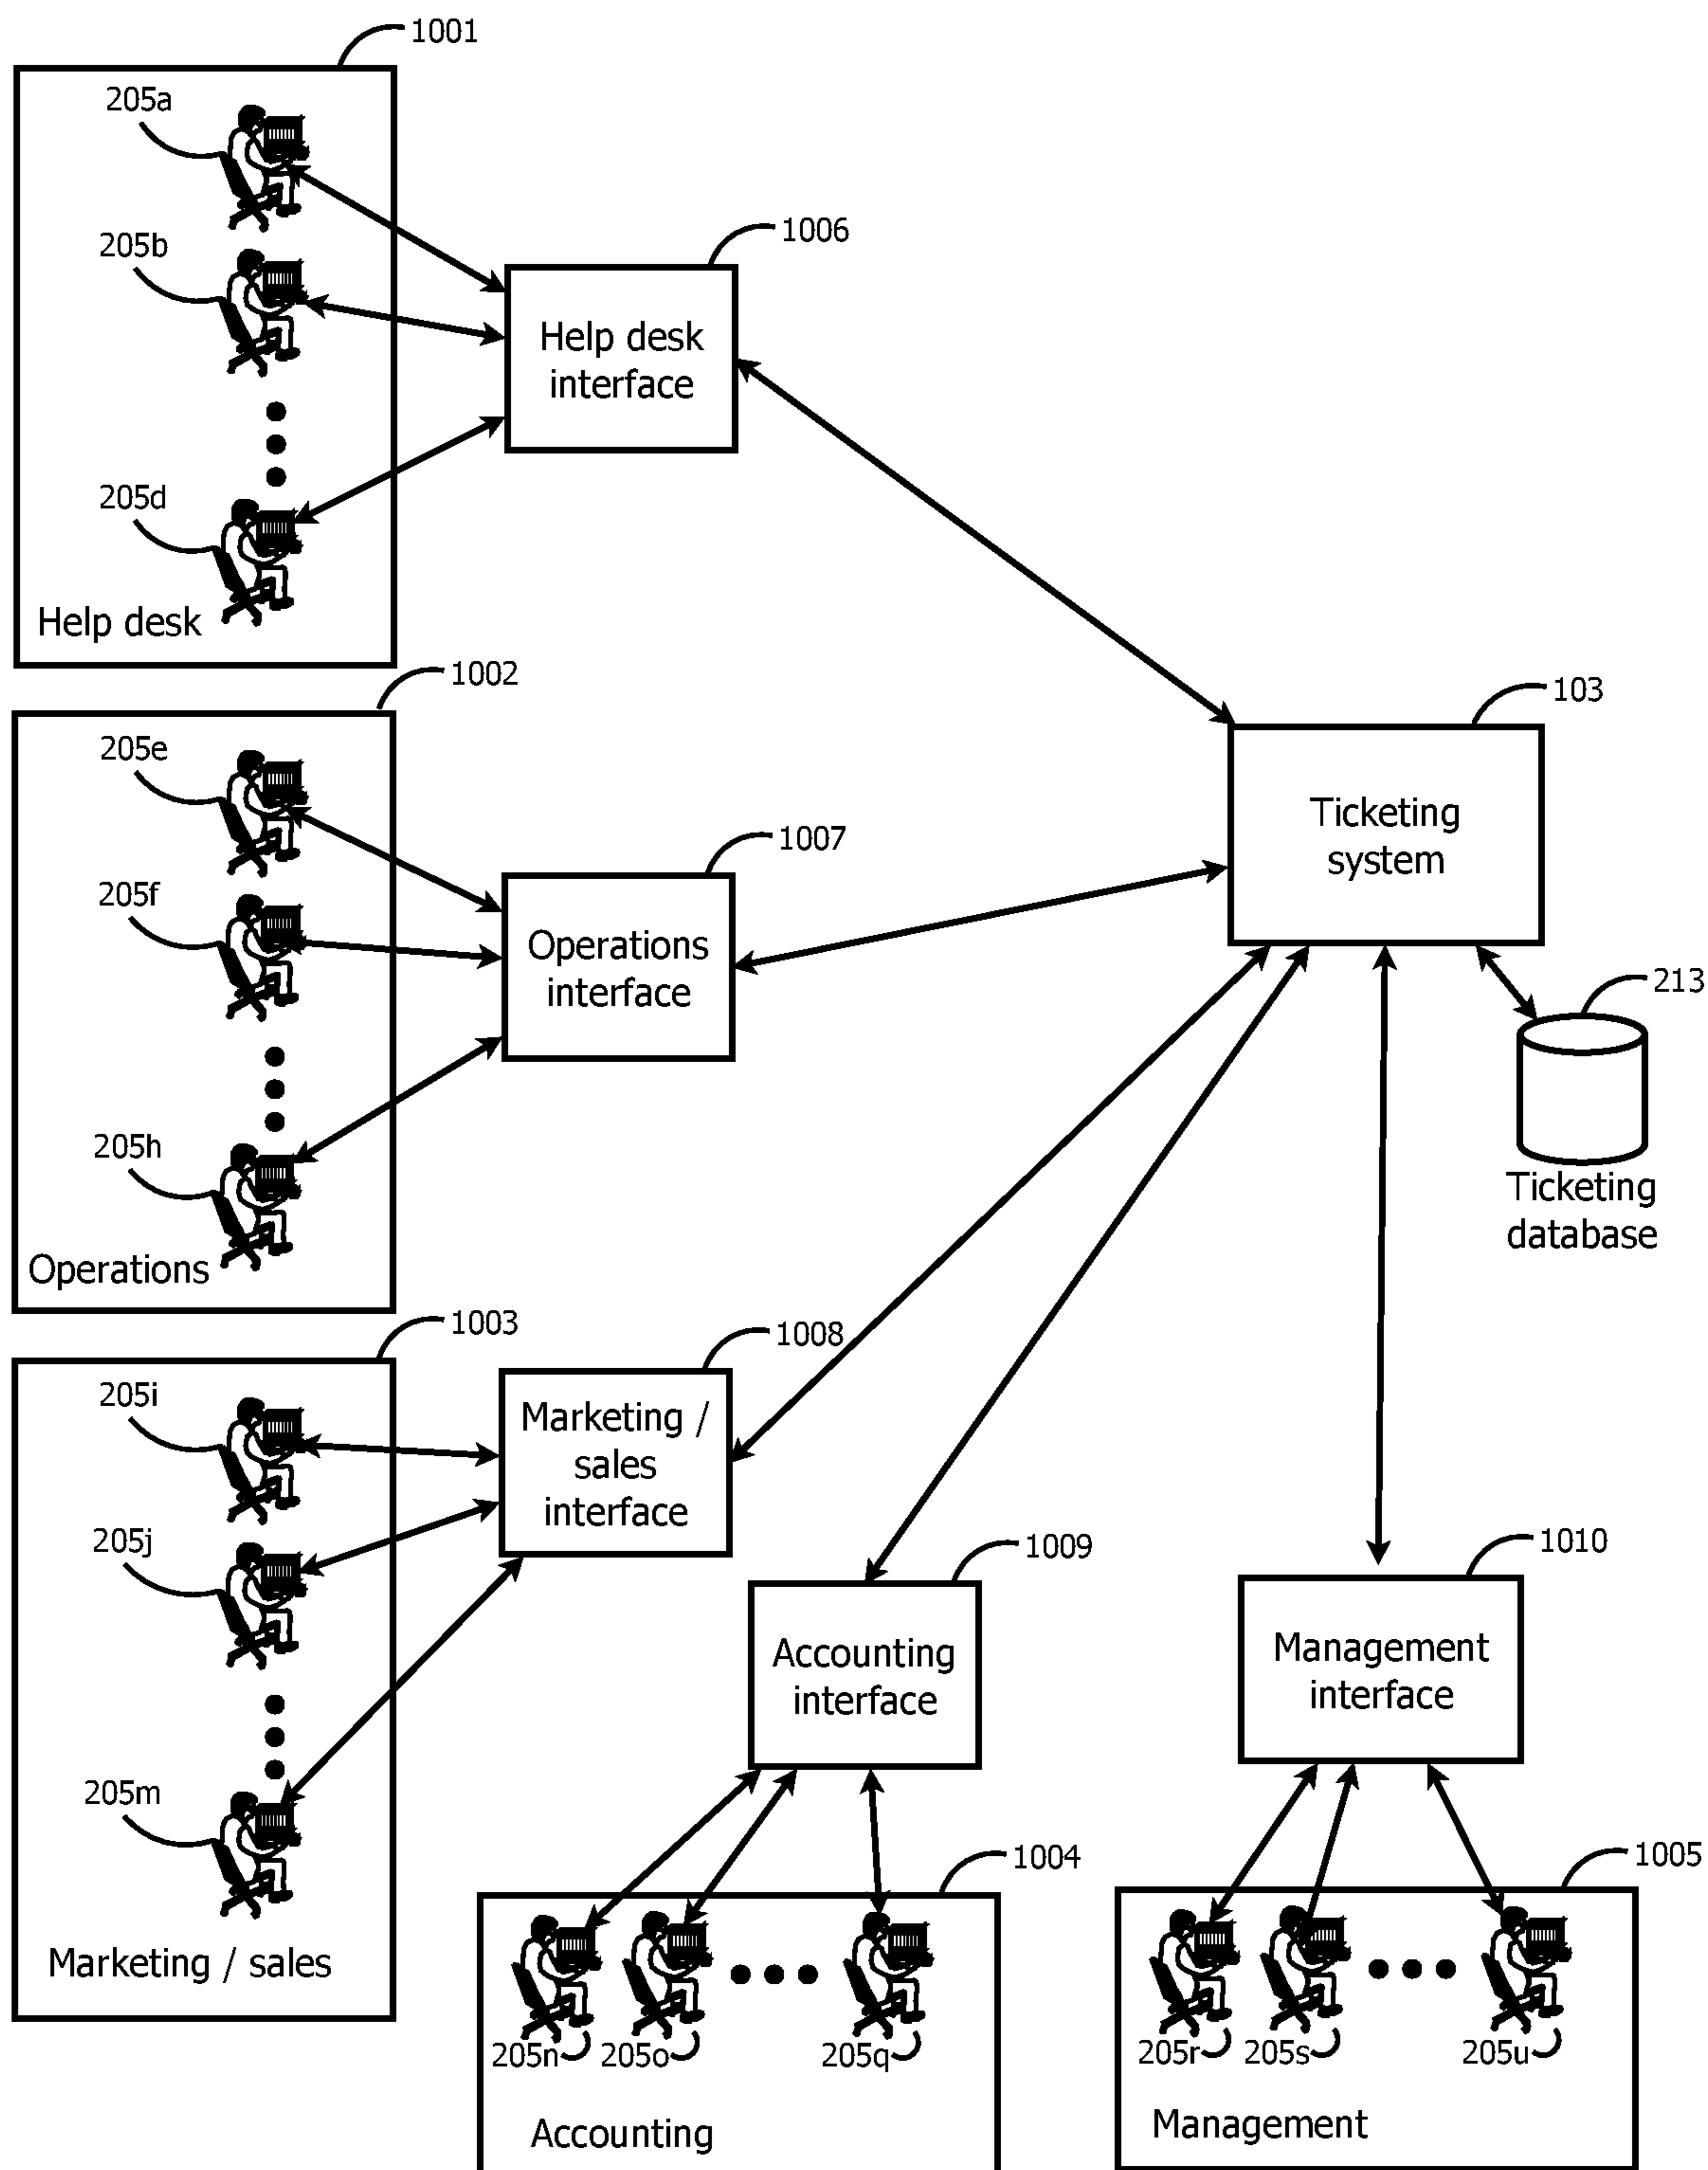 1001
205a
205b
205d
Help desk
1006
Help desk
interface
1002
205e
205f
205h
Operations
1007
Operations
interface
103
Ticketing
system
213
Ticketing
database
1003
205i
205j
205m
Marketing / sales
1008
Marketing /
sales
interface
1009
Accounting
interface
1010
Management
interface
1004
205n
205o
205q
Accounting
1005
205r
205s
205u
Management